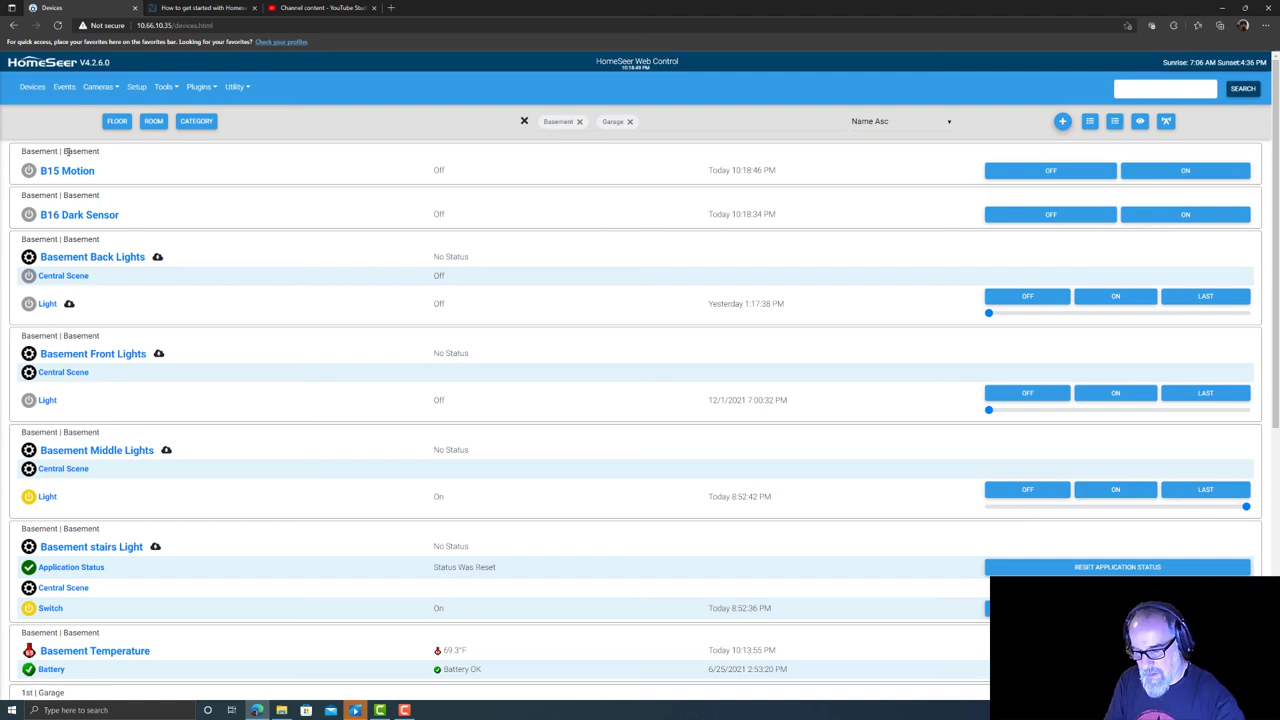 Devices
How to get started with Homese
Channel content - YouTube Stud
Not secure
10.66.10.35/devices.html
For quick access, place your favorites here on the favorites bar. Looking for your favorites? Check your profiles
HomeSeer V4.2.6.0
HomeSeer Web Control
10:18:49 PM
Sunrise: 7:06 AM Sunset:4:36 PM
Devices Events Cameras Setup Tools Plugins Utility
SEARCH
FLOOR ROOM CATEGORY
Basement Garage
Name Asc
Basement | Basement
B15 Motion Off Today 10:18:46 PM OFF ON
Basement | Basement
B16 Dark Sensor Off Today 10:18:34 PM OFF ON
Basement | Basement
Basement Back Lights No Status
Central Scene Off
Light Off Yesterday 1:17:38 PM OFF ON LAST
Basement | Basement
Basement Front Lights No Status
Central Scene
Light Off 12/1/2021 7:00:32 PM OFF ON LAST
Basement | Basement
Basement Middle Lights No Status
Central Scene
Light On Today 8:52:42 PM OFF ON LAST
Basement | Basement
Basement stairs Light No Status
Application Status Status Was Reset RESET APPLICATION STATUS
Central Scene
Switch On Today 8:52:36 PM
Basement | Basement
Basement Temperature 69.3°F Today 10:13:55 PM
Battery Battery OK 6/25/2021 2:53:20 PM
1st | Garage
Type here to search